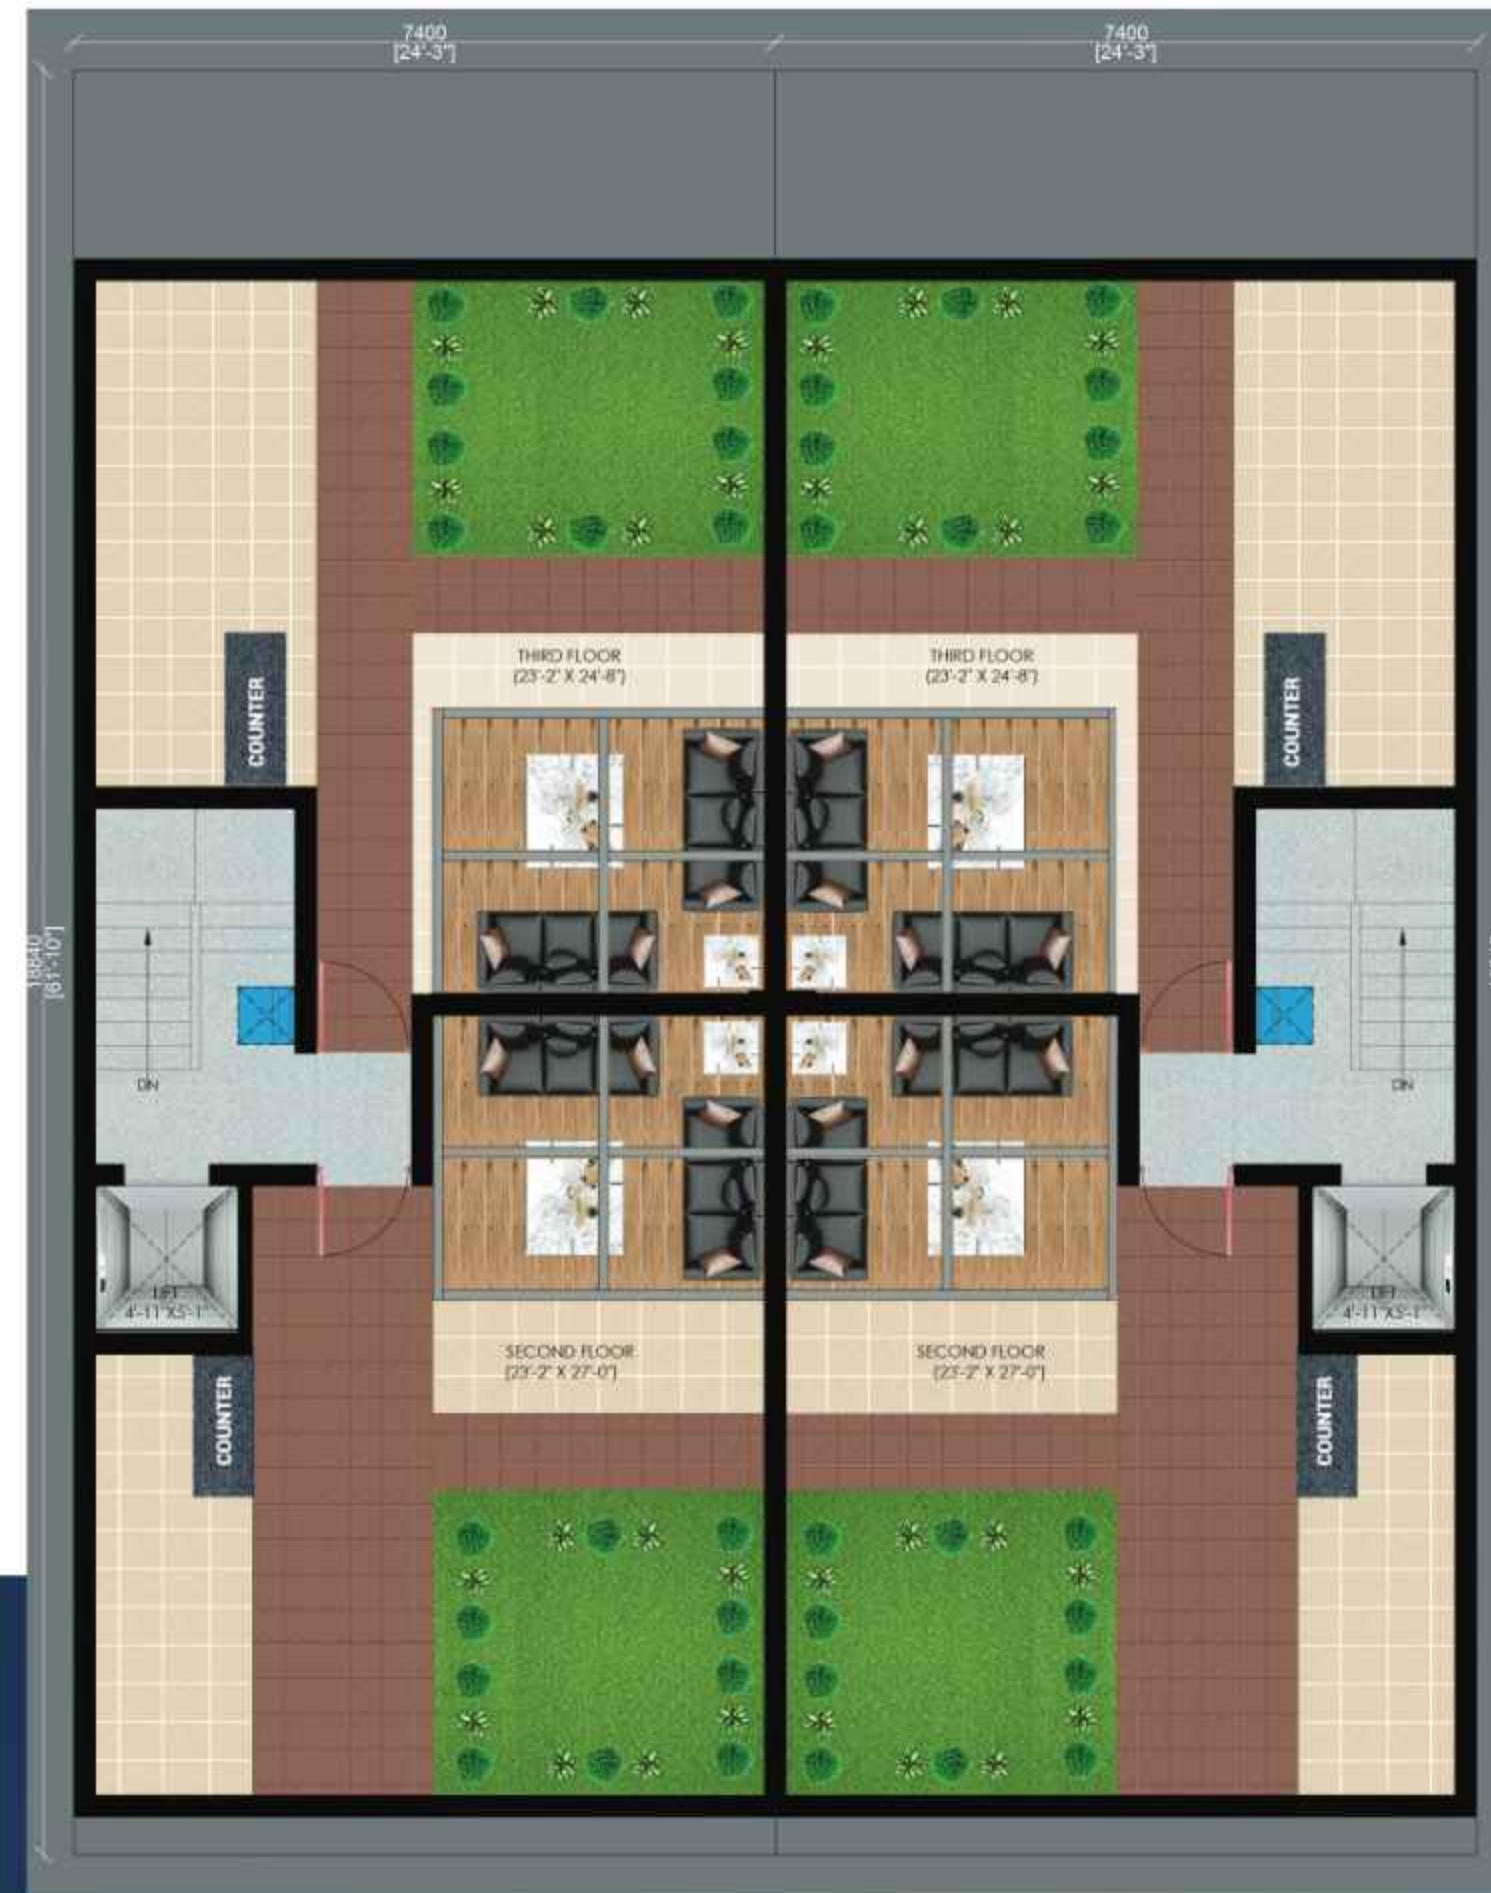 7400
[24'-3"]
7400
[24'-3"]
THIRD FLOOR
(23'-2" X 24'-8")
THIRD FLOOR
(23'-2" X 24'-8")
COUNTER
COUNTER
18840
[61'-10"]
DN
DN
LIFT
4'-11"X5'-1"
LIFT
4'-11"X5'-1"
SECOND FLOOR
(23'-2" X 27'-0")
SECOND FLOOR
(23'-2" X 27'-0")
COUNTER
COUNTER